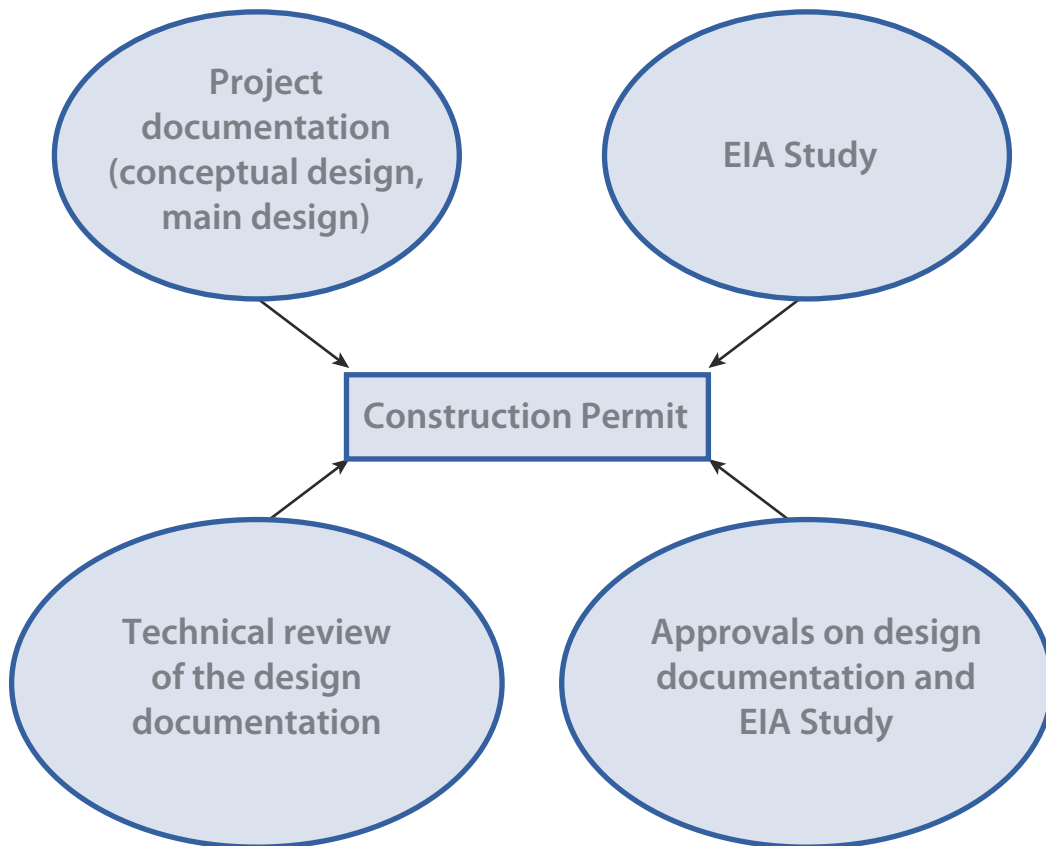 Project
documentation
(conceptual design,
main design)
EIA Study
Construction Permit
Technical review
of the design
documentation
Approvals on design
documentation and
EIA Study